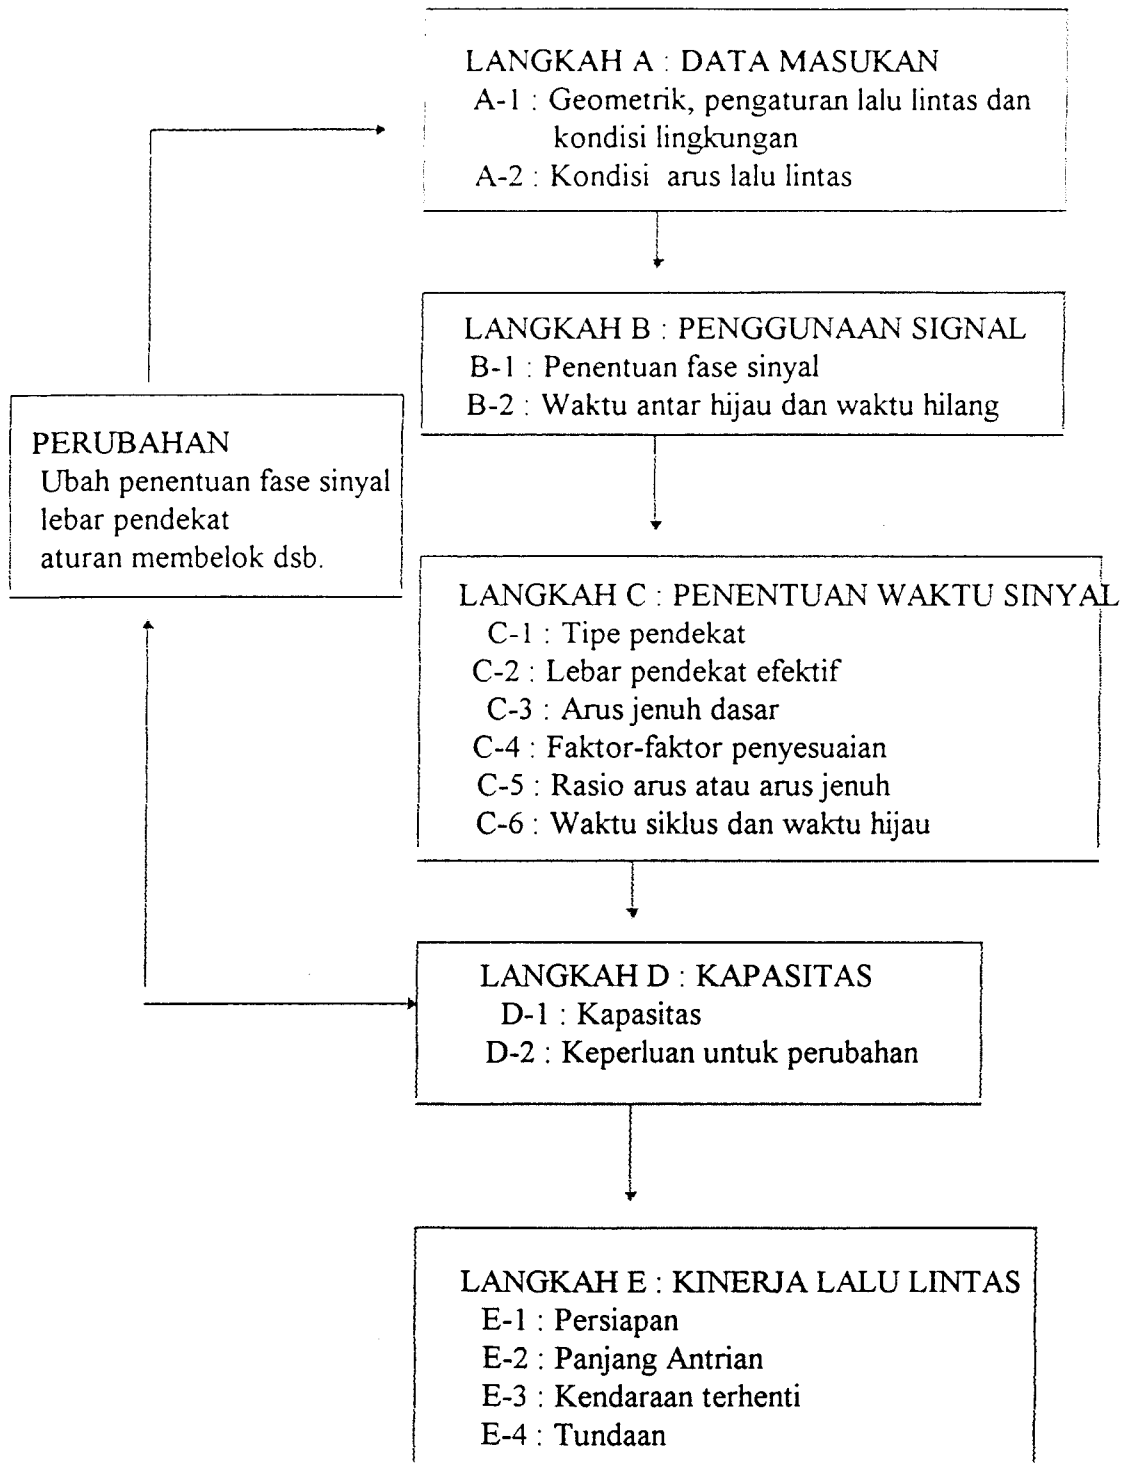 LANGKAH A : DATA MASUKAN
A-1 : Geometrik, pengaturan lalu lintas dan
kondisi lingkungan
A-2 : Kondisi arus lalu lintas
LANGKAH B : PENGGUNAAN SIGNAL
B-1 : Penentuan fase sinyal
B-2 : Waktu antar hijau dan waktu hilang
PERUBAHAN
Ubah penentuan fase sinyal
lebar pendekat
aturan membelok dsb.
LANGKAH C : PENENTUAN WAKTU SINYAL
C-1 : Tipe pendekat
C-2 : Lebar pendekat efektif
C-3 : Arus jenuh dasar
C-4 : Faktor-faktor penyesuaian
C-5 : Rasio arus atau arus jenuh
C-6 : Waktu siklus dan waktu hijau
LANGKAH D : KAPASITAS
D-1 : Kapasitas
D-2 : Keperluan untuk perubahan
LANGKAH E : KINERJA LALU LINTAS
E-1 : Persiapan
E-2 : Panjang Antrian
E-3 : Kendaraan terhenti
E-4 : Tundaan